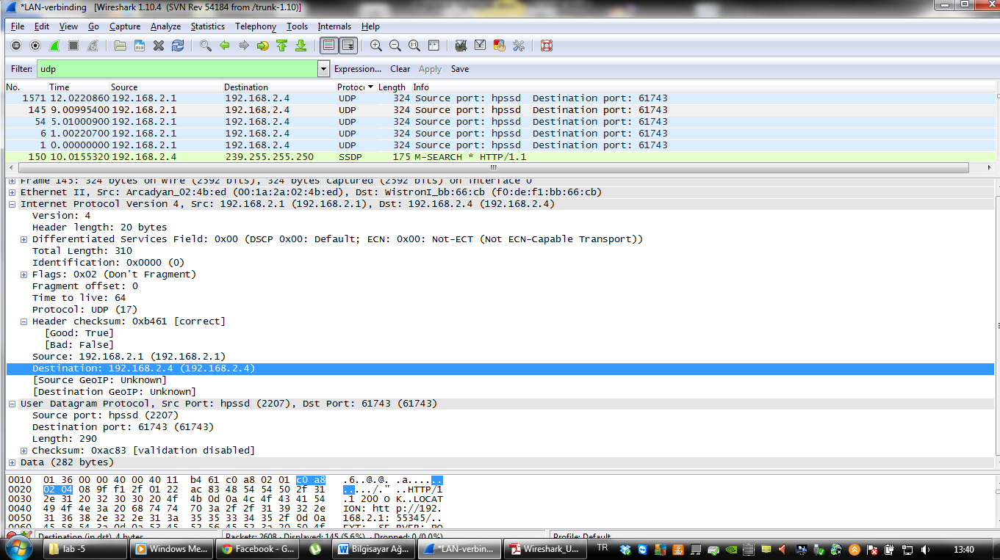 *LAN-verbinding [Wireshark 1.10.4 (SVN Rev 54184 from /trunk-1.10)]
File Edit View Go Capture Analyze Statistics Telephony Tools Internals Help
Filter: udp Expression... Clear Apply Save
No. Time Source Destination Protoc Length Info
1571 12.0220860 192.168.2.1 192.168.2.4 UDP 324 Source port: hpssd Destination port: 61743
145 9.00995400 192.168.2.1 192.168.2.4 UDP 324 Source port: hpssd Destination port: 61743
54 5.01000900 192.168.2.1 192.168.2.4 UDP 324 Source port: hpssd Destination port: 61743
6 1.00220700 192.168.2.1 192.168.2.4 UDP 324 Source port: hpssd Destination port: 61743
1 0.00000000 192.168.2.1 192.168.2.4 UDP 324 Source port: hpssd Destination port: 61743
150 10.0155320 192.168.2.4 239.255.255.250 SSDP 175 M-SEARCH * HTTP/1.1
Frame 145: 324 bytes on wire (2592 bits), 324 bytes captured (2592 bits) on interface 0
Ethernet II, Src: Arcadyan_02:4b:ed (00:1a:2a:02:4b:ed), Dst: WistronI_bb:66:cb (f0:de:f1:bb:66:cb)
Internet Protocol Version 4, Src: 192.168.2.1 (192.168.2.1), Dst: 192.168.2.4 (192.168.2.4)
Version: 4
Header length: 20 bytes
Differentiated Services Field: 0x00 (DSCP 0x00: Default; ECN: 0x00: Not-ECT (Not ECN-Capable Transport))
Total Length: 310
Identification: 0x0000 (0)
Flags: 0x02 (Don't Fragment)
Fragment offset: 0
Time to live: 64
Protocol: UDP (17)
Header checksum: 0xb461 [correct]
[Good: True]
[Bad: False]
Source: 192.168.2.1 (192.168.2.1)
Destination: 192.168.2.4 (192.168.2.4)
[Source GeoIP: Unknown]
[Destination GeoIP: Unknown]
User Datagram Protocol, Src Port: hpssd (2207), Dst Port: 61743 (61743)
Source port: hpssd (2207)
Destination port: 61743 (61743)
Length: 290
Checksum: 0xac83 [validation disabled]
Data (282 bytes)
0010 01 36 00 00 40 00 40 11 b4 61 c0 a8 02 01 c0 a8 .6..@.@. .a......
0020 02 04 08 9f f1 2f 01 22 ac 83 48 54 54 50 2f 31 ...../." ..HTTP/1
0030 2e 31 20 32 30 30 20 4f 4b 0d 0a 4c 4f 43 41 54 .1 200 O K..LOCAT
0040 49 4f 4e 3a 20 68 74 74 70 3a 2f 2f 31 39 32 2e ION: htt p://192.
0050 31 36 38 2e 32 2e 31 3a 35 35 33 34 35 2f 0d 0a 168.2.1: 55345/..
0060 45 58 54 3a 0d 0a 53 45 52 56 45 52 3a 20 50 4f EXT:..SE RVER: PO
Destination (ip.dst), 4 bytes Packets: 2608 · Displayed: 145 (5.6%) · Dropped: 0 (0.0%) Profile: Default
lab -5 Windows Me... Facebook - G... Bilgisayar Ağ... *LAN-verbin... Wireshark_U... TR 13:40